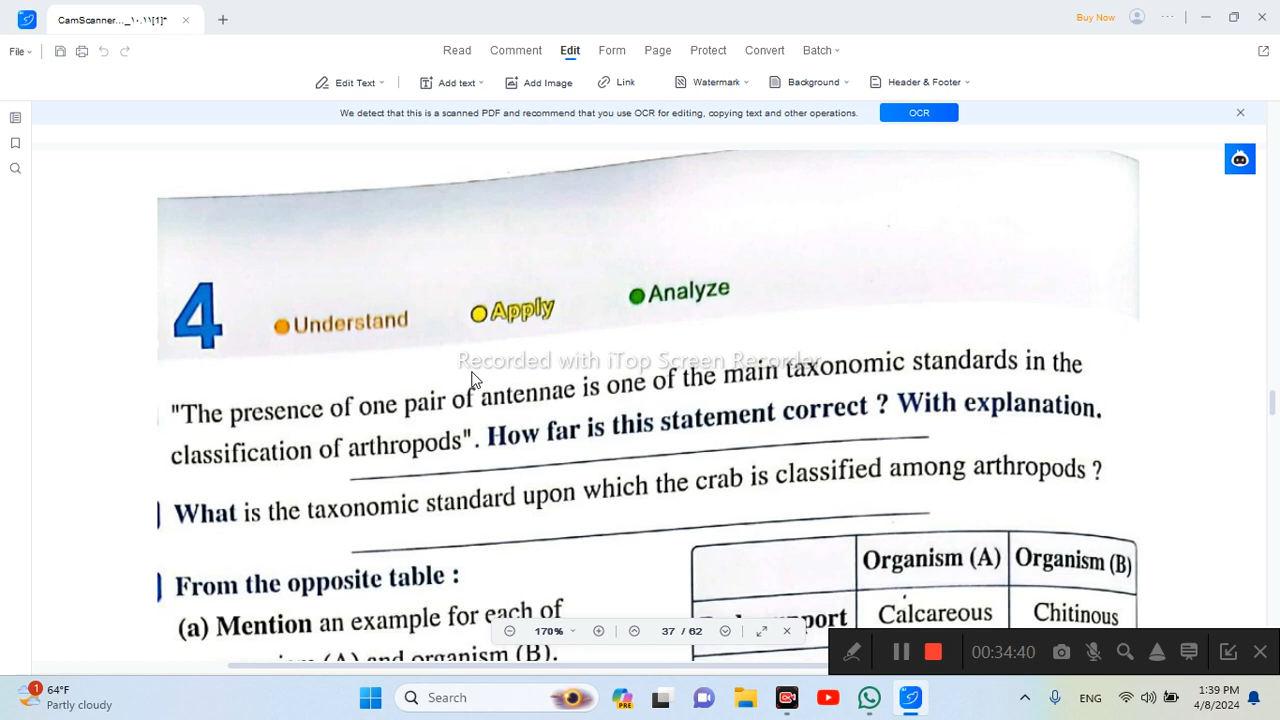 CamScanner..._
Buy Now
File
Read Comment Edit Form Page Protect Convert Batch
Edit Text Add text Add Image Link Watermark Background Header & Footer
We detect that this is a scanned PDF and recommend that you use OCR for editing, copying text and other operations. OCR
4 Understand Apply Analyze
Recorded with iTop Screen Recorder
"The presence of one pair of antennae is one of the main taxonomic standards in the
classification of arthropods". How far is this statement correct ? With explanation.
What is the taxonomic standard upon which the crab is classified among arthropods ?
From the opposite table :
Organism (A) Organism (B)
(a) Mention an example for each of
support Calcareous Chitinous
(A) and organism (B).
170% 37 / 62
00:34:40
1 64°F
Partly cloudy
Search
PRE
ENG
1:39 PM
4/8/2024